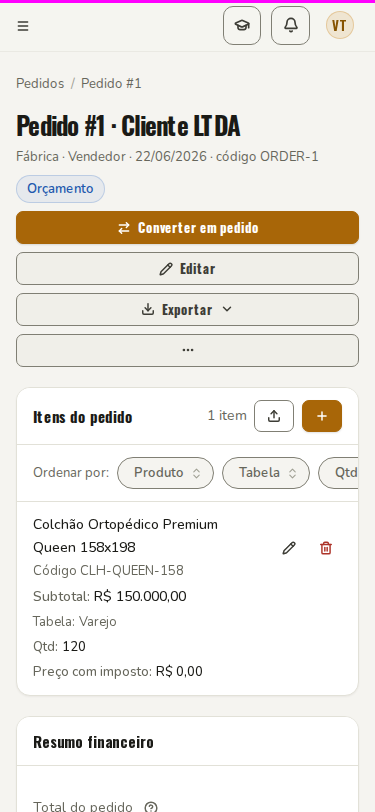 VT
Pedidos / Pedido #1
Pedido #1 · Cliente LTDA
Fábrica · Vendedor · 22/06/2026 · código ORDER-1
Orçamento
Converter em pedido
Editar
Exportar
Itens do pedido 1 item
Ordenar por: Produto Tabela Qtd
Colchão Ortopédico Premium
Queen 158x198
Código CLH-QUEEN-158
Subtotal: R$ 150.000,00
Tabela: Varejo
Qtd: 120
Preço com imposto: R$ 0,00
Resumo financeiro
Total do pedido